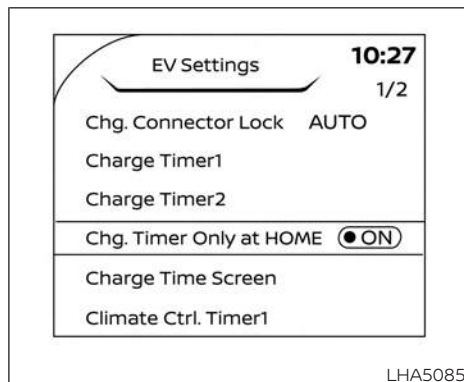 EV Settings
10:27
1/2
Chg. Connector Lock AUTO
Charge Timer1
Charge Timer2
Chg. Timer Only at HOME ON
Charge Time Screen
Climate Ctrl. Timer1
LHA5085